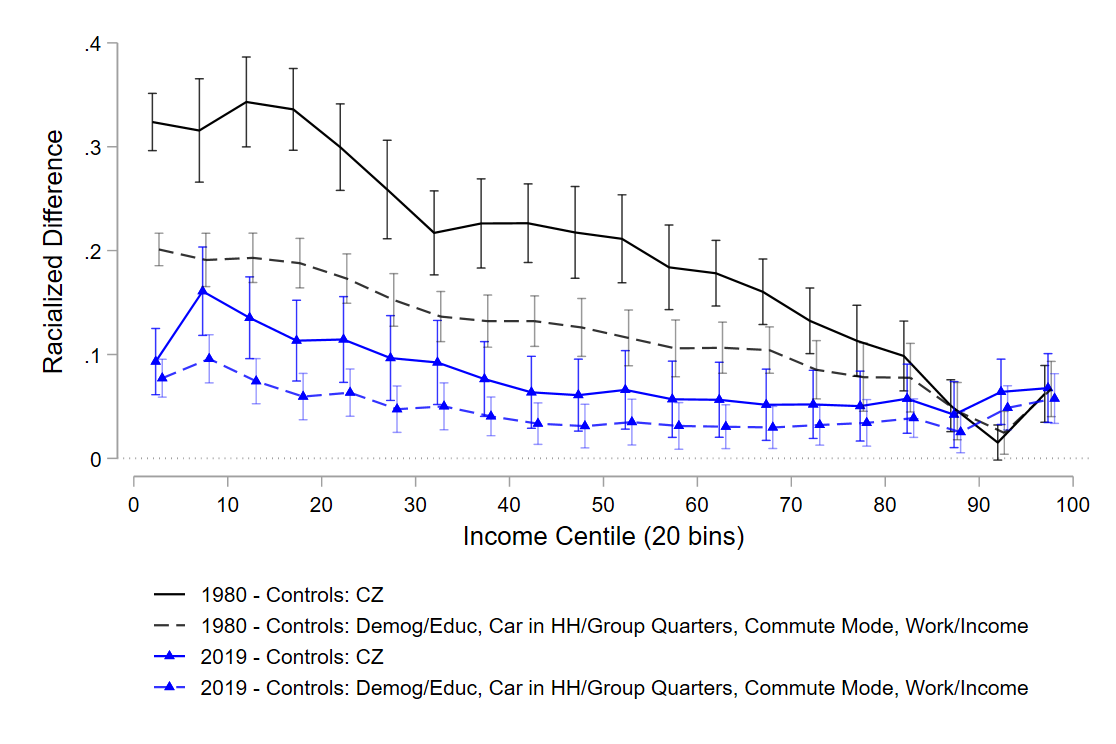 .4
.3
.2
.1
0
Racialized Difference
0 10 20 30 40 50 60 70 80 90 100
Income Centile (20 bins)
1980 - Controls: CZ
1980 - Controls: Demog/Educ, Car in HH/Group Quarters, Commute Mode, Work/Income
2019 - Controls: CZ
2019 - Controls: Demog/Educ, Car in HH/Group Quarters, Commute Mode, Work/Income